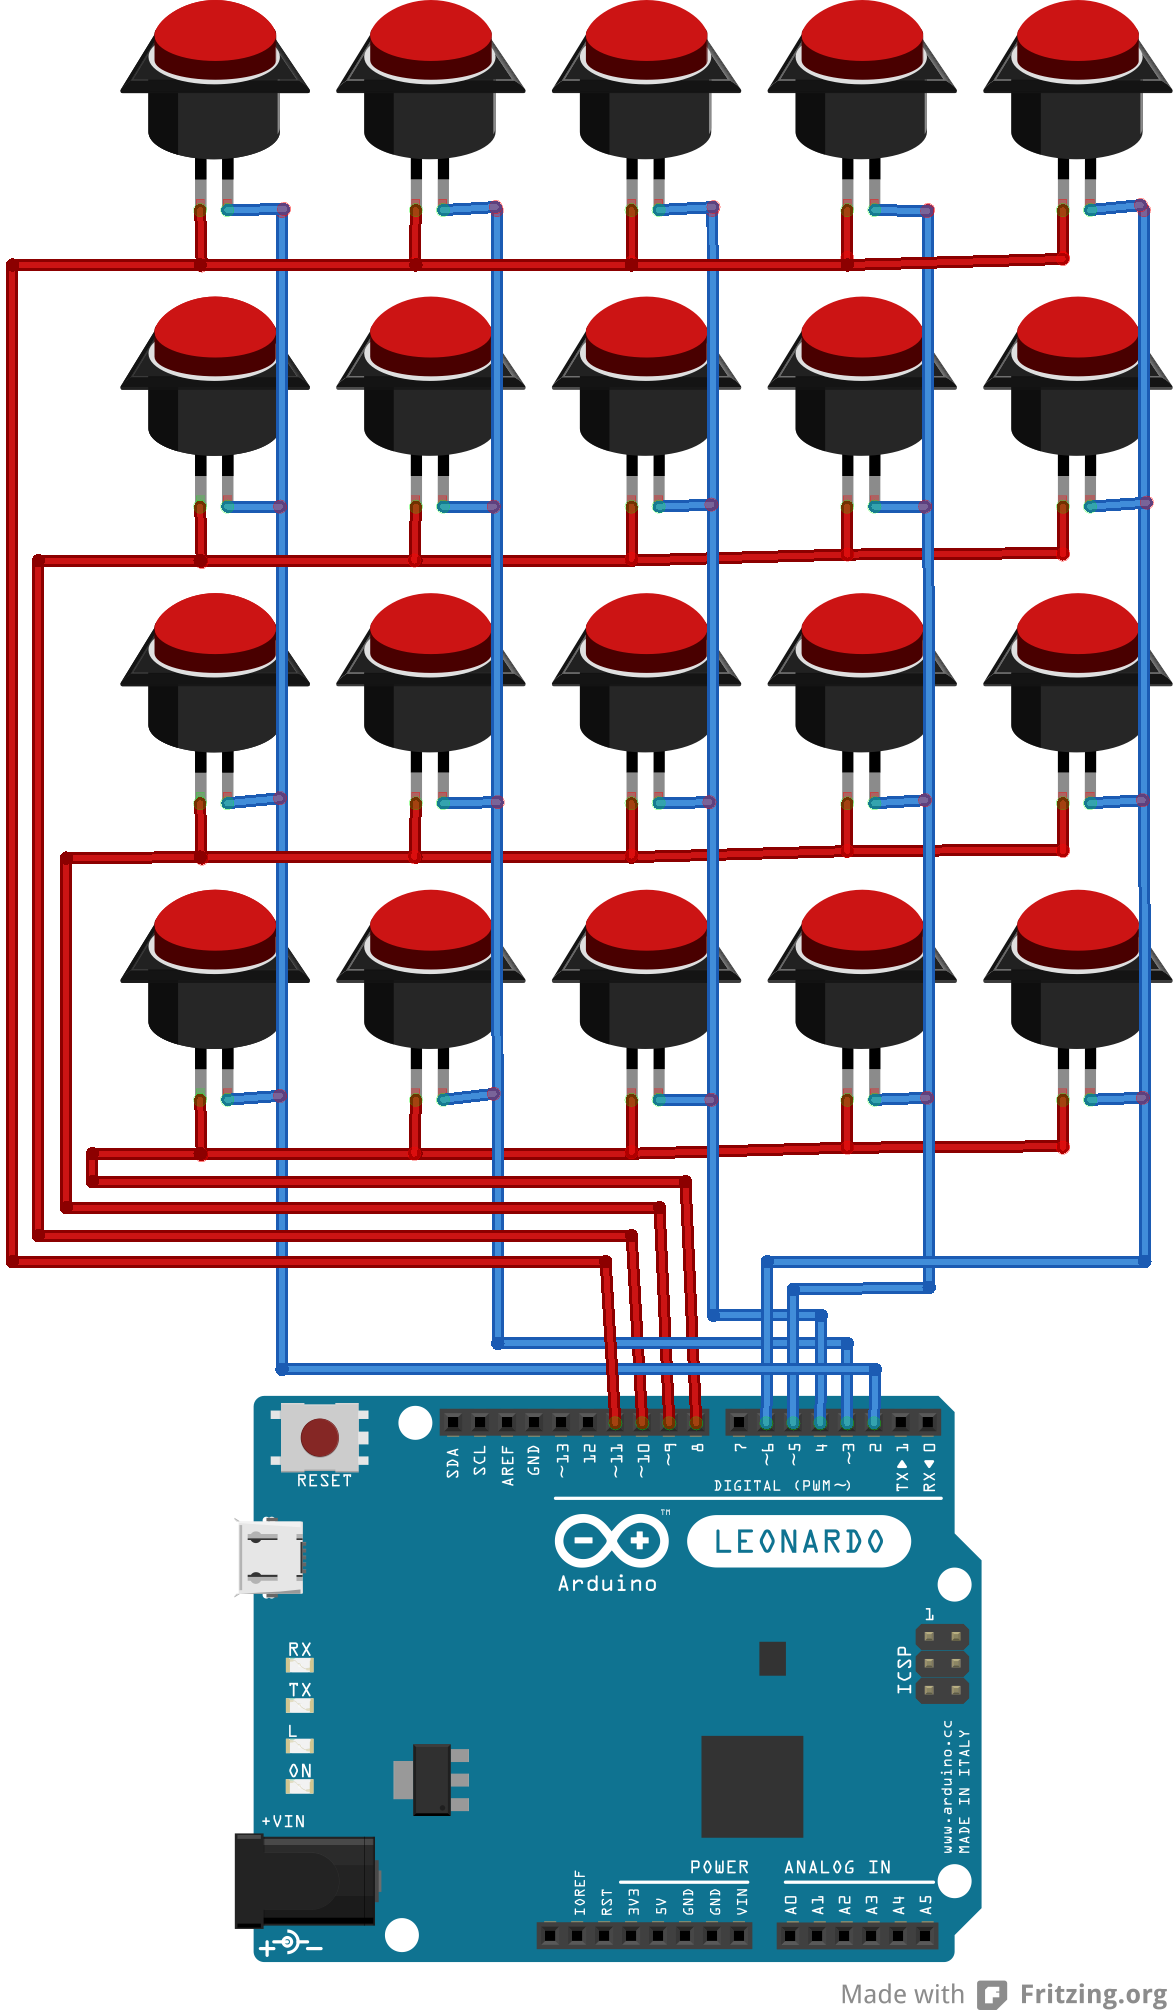 RESET
SDA
SCL
AREF
GND
~13
12
~11
~10
~9
8
7
~6
~5
4
~3
2
TX▶1
RX◀0
DIGITAL (PWM~)
TM
LEONARDO
Arduino
1
ICSP
RX
TX
L
ON
+VIN
www.arduino.cc
MADE IN ITALY
POWER
ANALOG IN
IOREF
RST
3V3
5V
GND
GND
VIN
A0
A1
A2
A3
A4
A5
+ −
Made with Fritzing.org